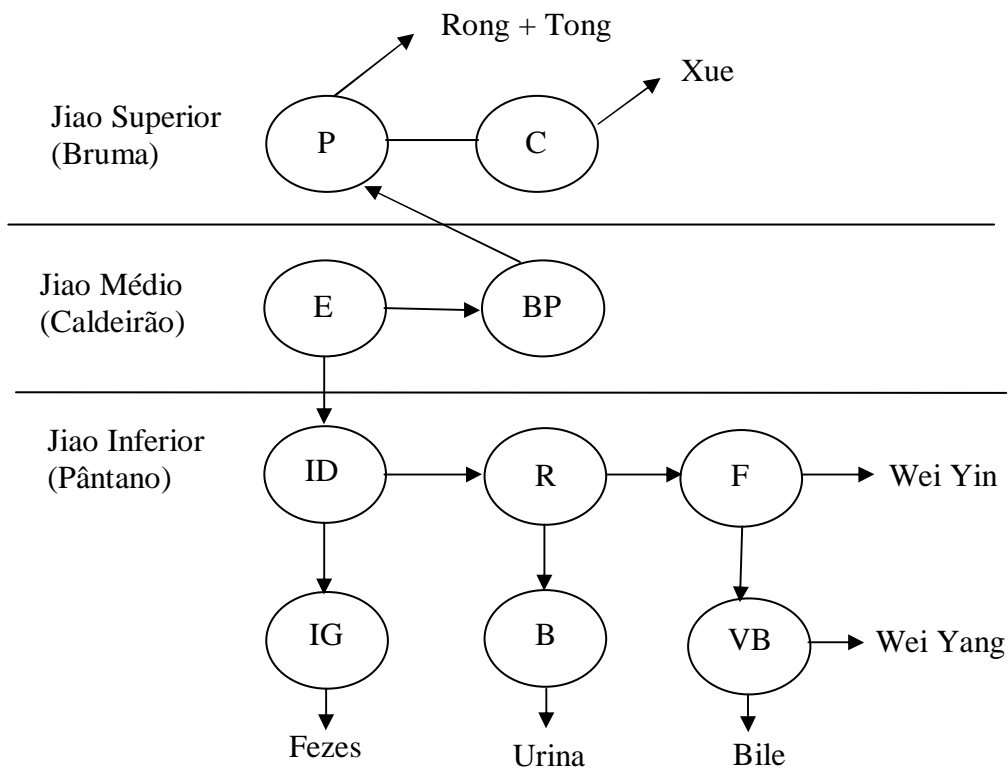 Rong + Tong
Xue
Jiao Superior
(Bruma)
P
C
Jiao Médio
(Caldeirão)
E
BP
Jiao Inferior
(Pântano)
ID
R
F
Wei Yin
IG
B
VB
Wei Yang
Fezes
Urina
Bile